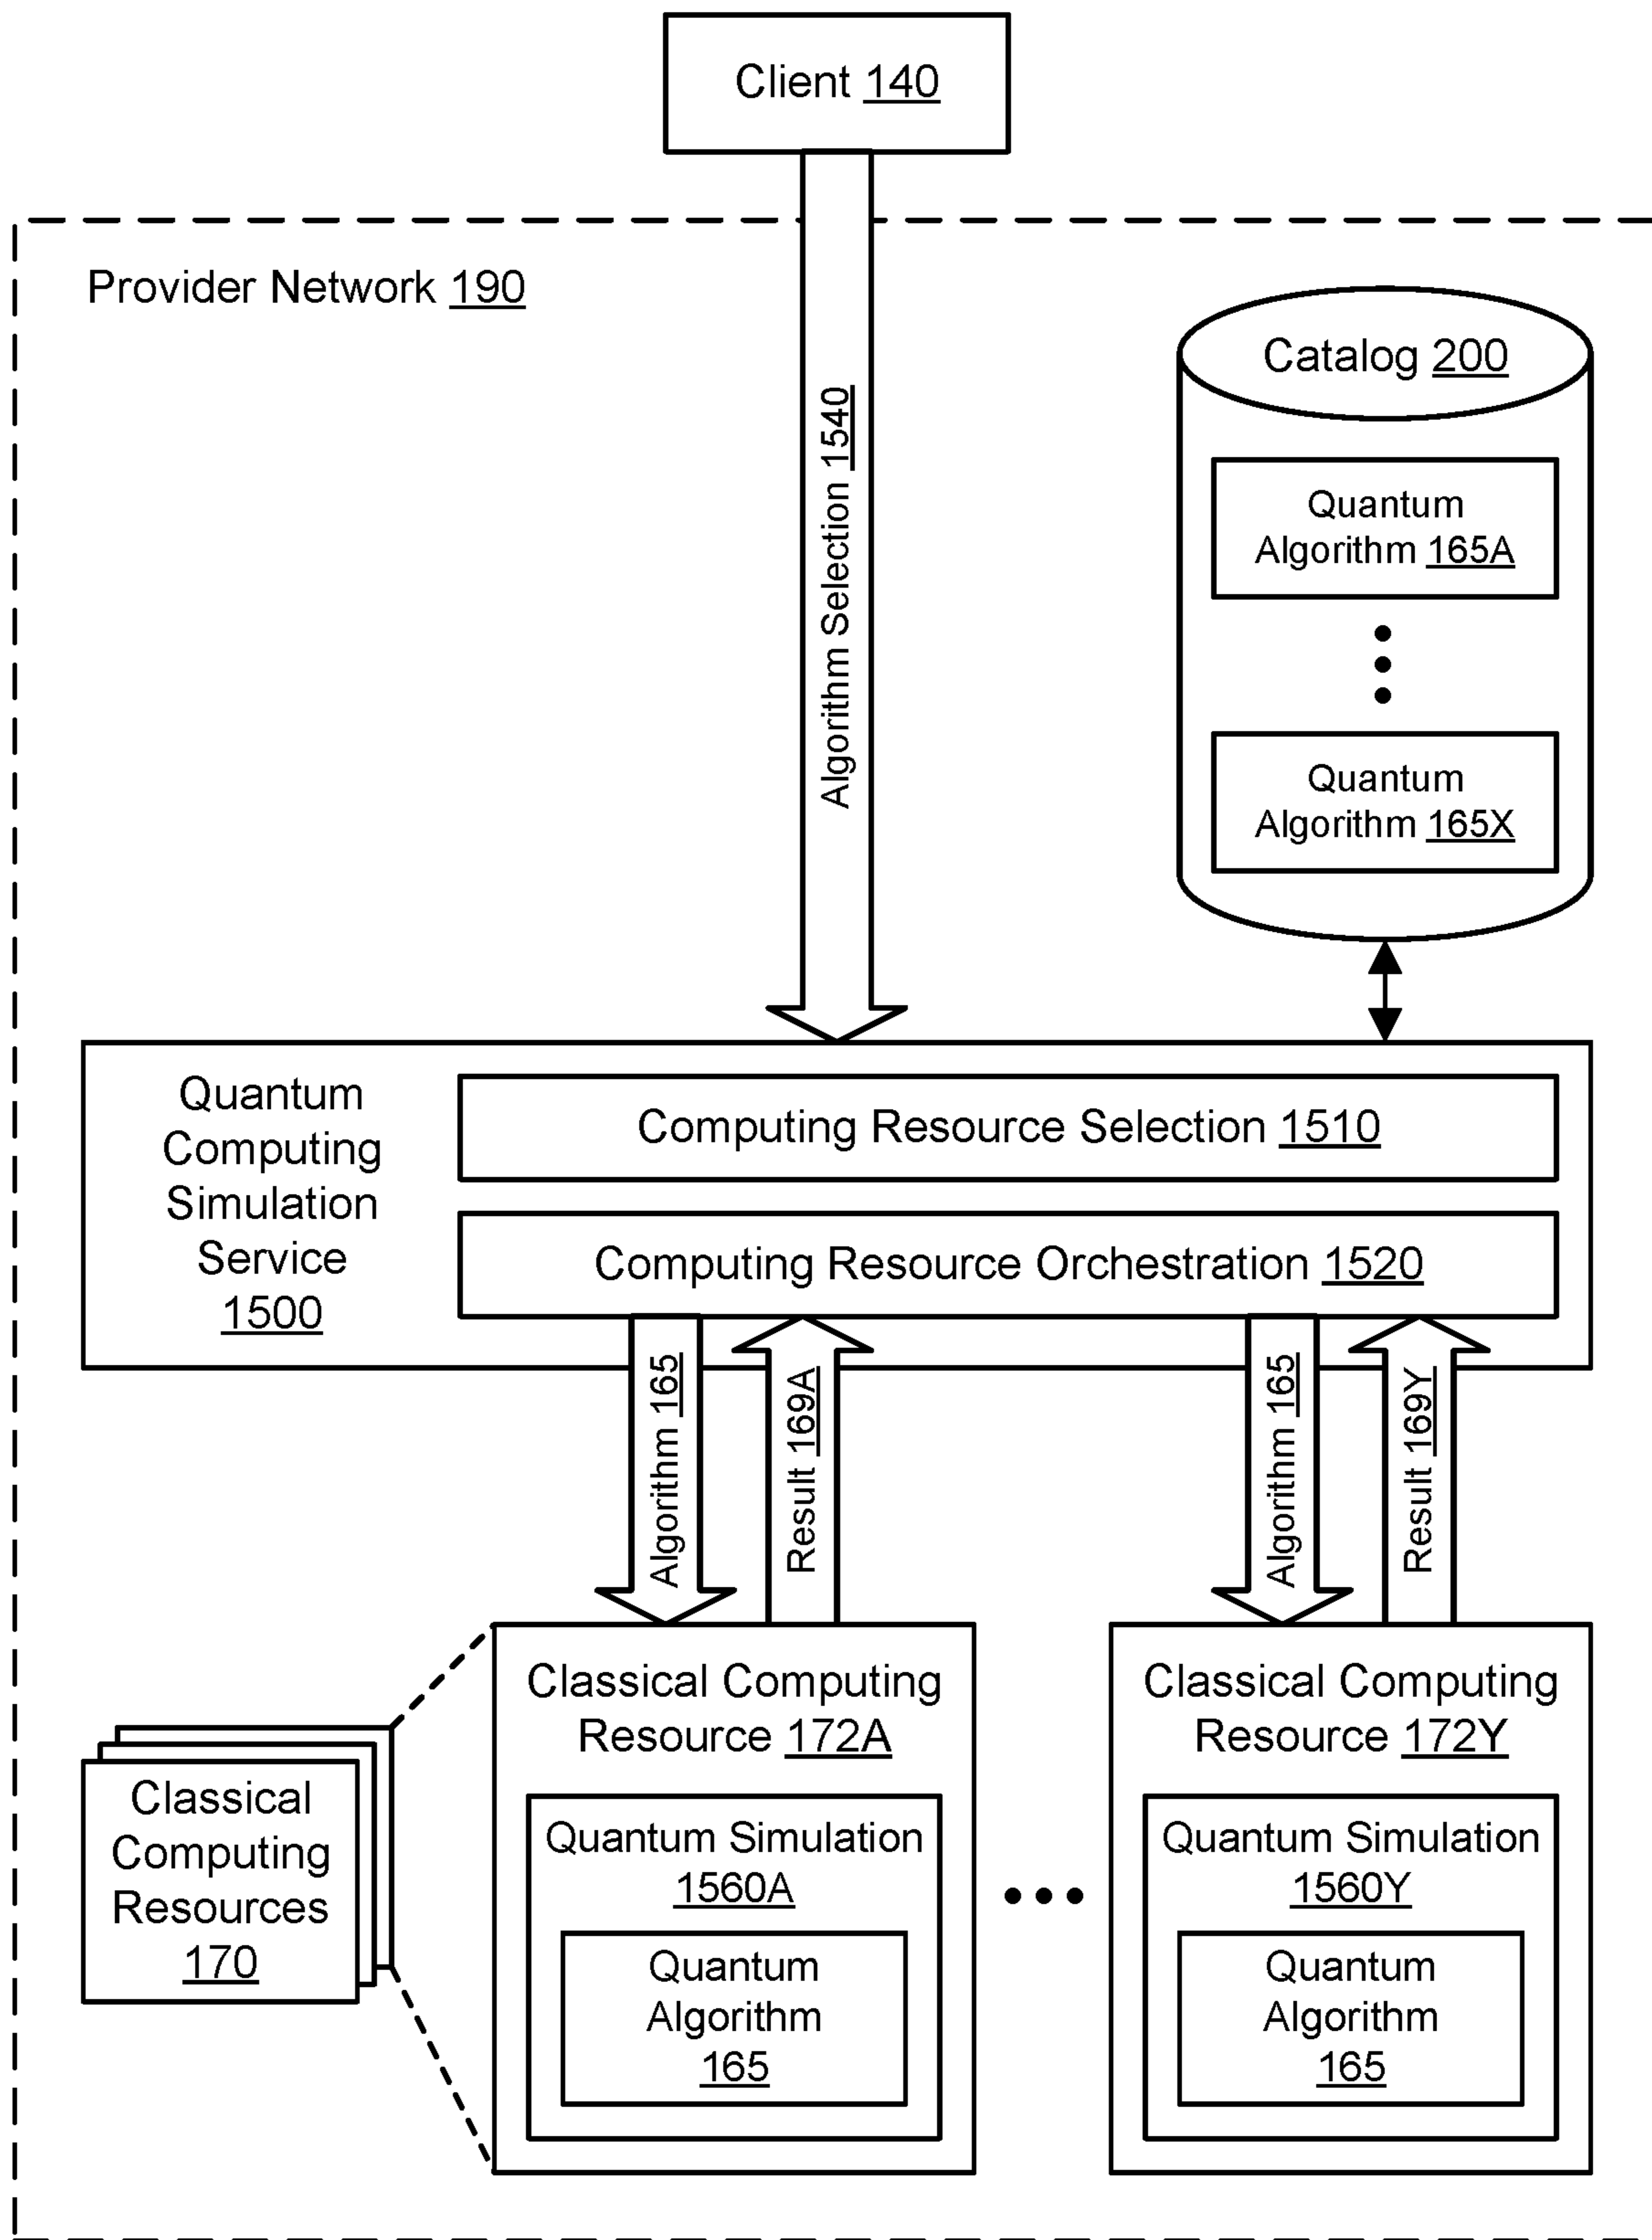 Client 140
Provider Network 190
Catalog 200
Quantum
Algorithm 165A
Quantum
Algorithm 165X
Algorithm Selection 1540
Quantum
Computing
Simulation
Service
1500
Computing Resource Selection 1510
Computing Resource Orchestration 1520
Algorithm 165
Result 169A
Algorithm 165
Result 169Y
Classical
Computing
Resources
170
Classical Computing
Resource 172A
Quantum Simulation
1560A
Quantum
Algorithm
165
Classical Computing
Resource 172Y
Quantum Simulation
1560Y
Quantum
Algorithm
165